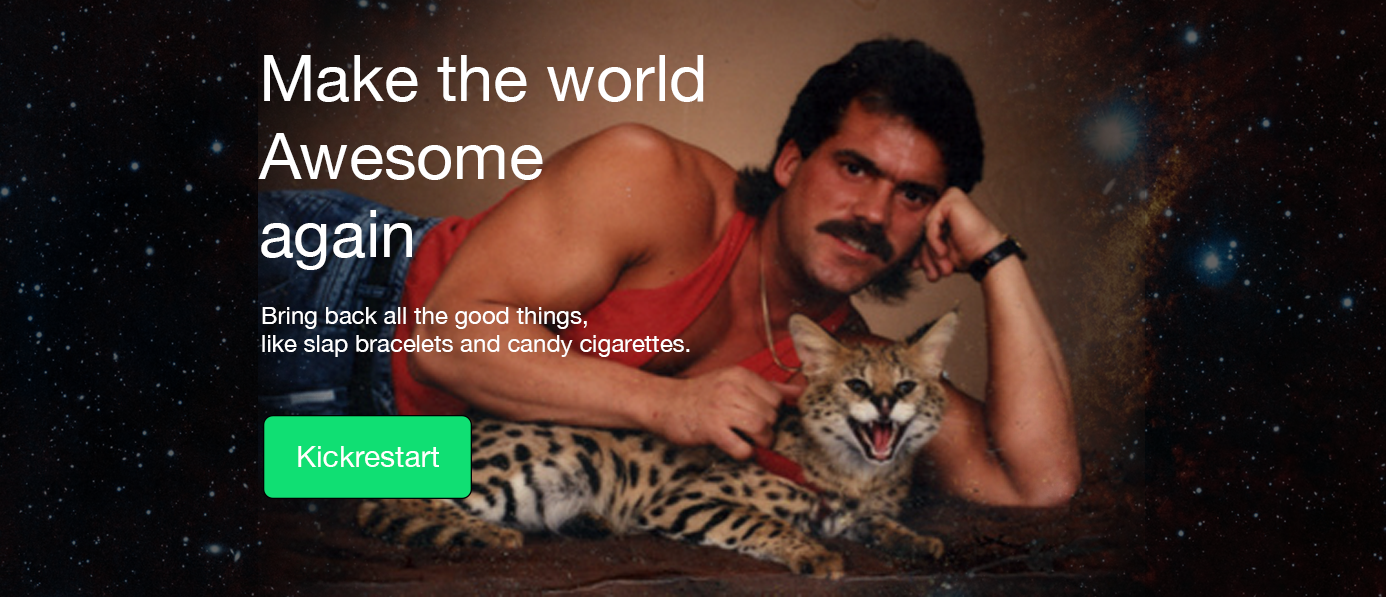 Make the world
Awesome
again
Bring back all the good things,
like slap bracelets and candy cigarettes.
Kickrestart